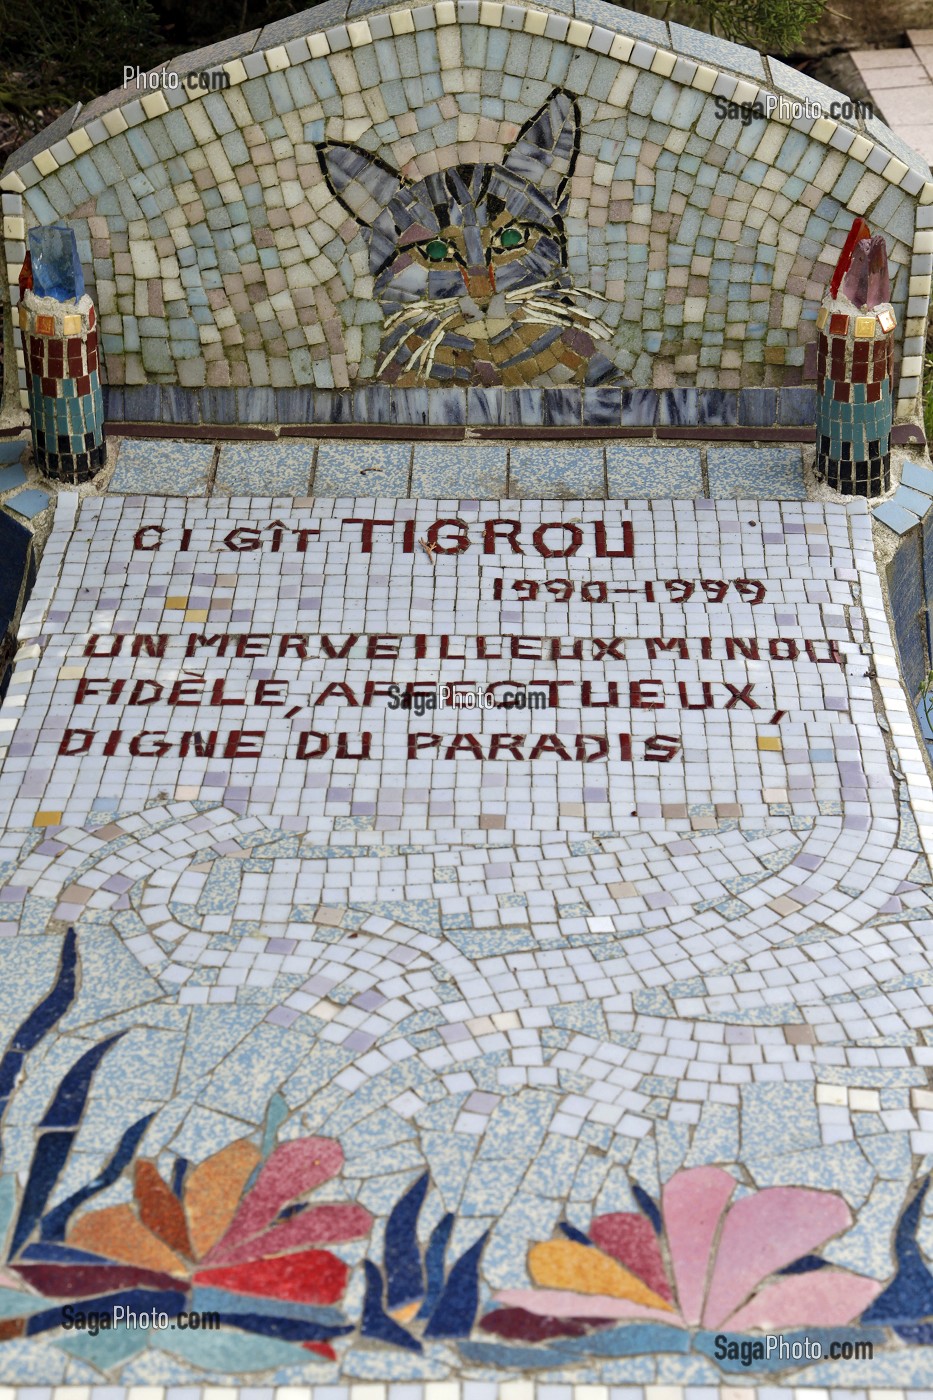 SagaPhoto.com
SagaPhoto.com
CI GÎT TIGROU
1990-1999
UN MERVEILLEUX MINOU
FIDÈLE, AFFECTUEUX,
SagaPhoto.com
DIGNE DU PARADIS
SagaPhoto.com
SagaPhoto.com